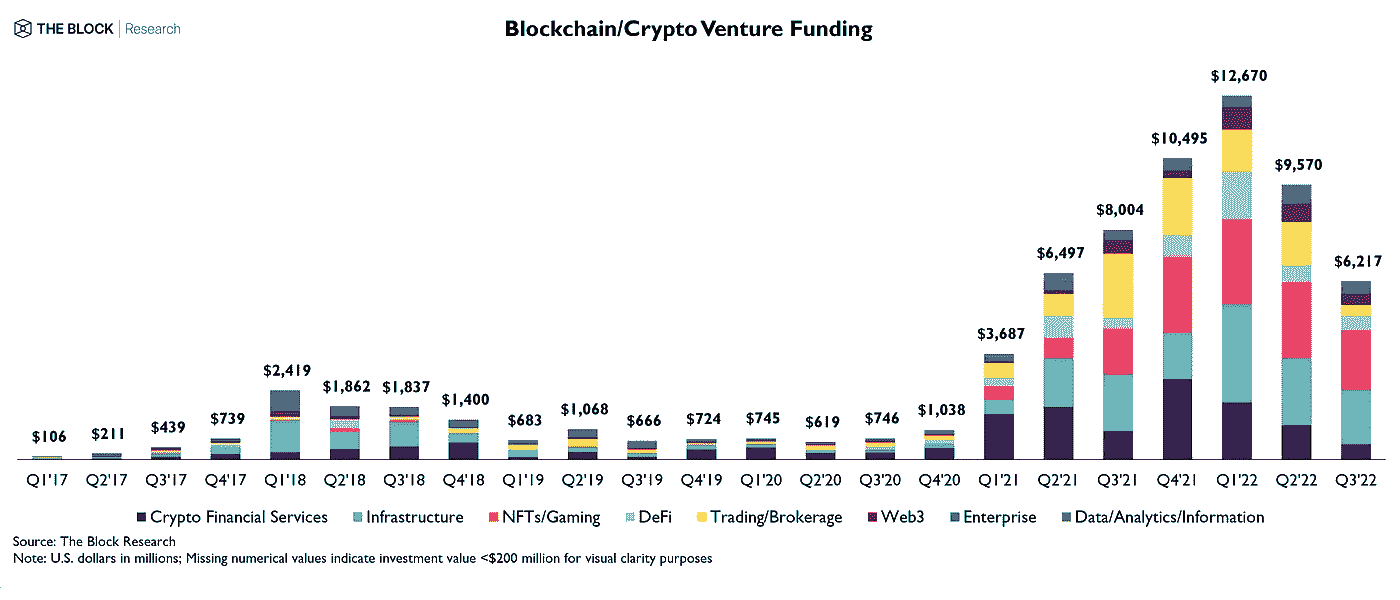 THE BLOCK | Research
Blockchain/Crypto Venture Funding
$106 $211 $439 $739 $2,419 $1,862 $1,837 $1,400 $683 $1,068 $666 $724 $745 $619 $746 $1,038 $3,687 $6,497 $8,004 $10,495 $12,670 $9,570 $6,217
Q1'17 Q2'17 Q3'17 Q4'17 Q1'18 Q2'18 Q3'18 Q4'18 Q1'19 Q2'19 Q3'19 Q4'19 Q1'20 Q2'20 Q3'20 Q4'20 Q1'21 Q2'21 Q3'21 Q4'21 Q1'22 Q2'22 Q3'22
Crypto Financial Services Infrastructure NFTs/Gaming DeFi Trading/Brokerage Web3 Enterprise Data/Analytics/Information
Source: The Block Research
Note: U.S. dollars in millions; Missing numerical values indicate investment value <$200 million for visual clarity purposes